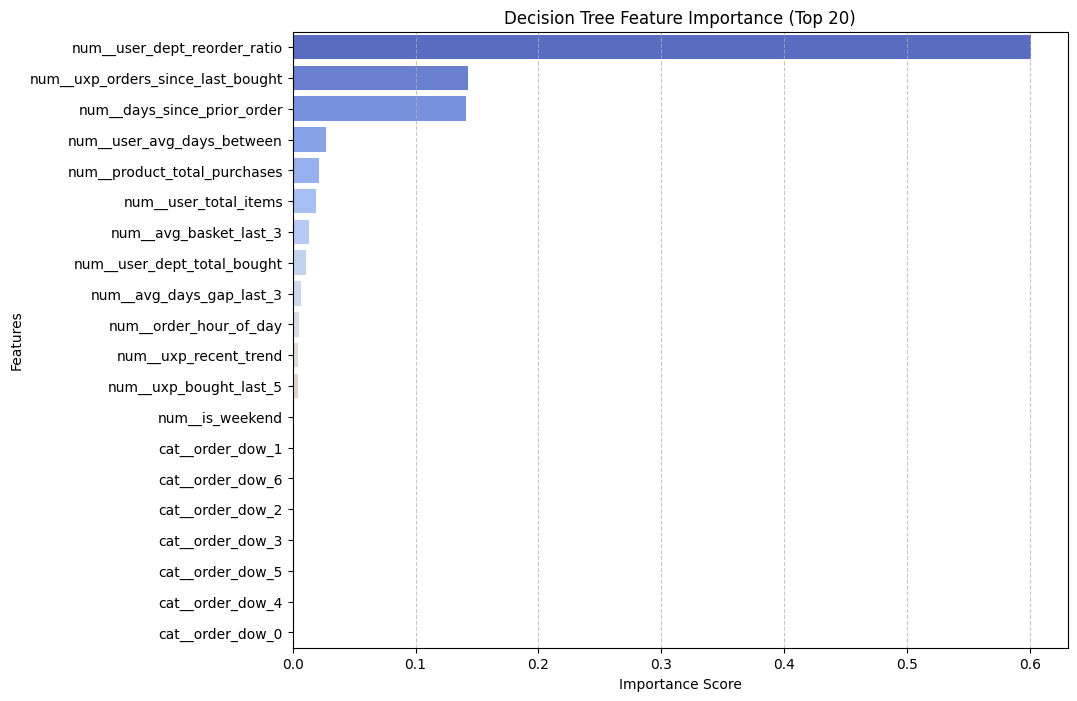 Decision Tree Feature Importance (Top 20)
num__user_dept_reorder_ratio
num__uxp_orders_since_last_bought
num__days_since_prior_order
num__user_avg_days_between
num__product_total_purchases
num__user_total_items
num__avg_basket_last_3
num__user_dept_total_bought
num__avg_days_gap_last_3
num__order_hour_of_day
num__uxp_recent_trend
num__uxp_bought_last_5
num__is_weekend
cat__order_dow_1
cat__order_dow_6
cat__order_dow_2
cat__order_dow_3
cat__order_dow_5
cat__order_dow_4
cat__order_dow_0
Features
0.0 0.1 0.2 0.3 0.4 0.5 0.6
Importance Score